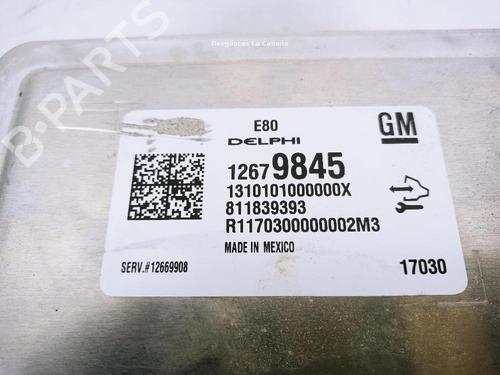 Desguaces La Cabaña
B-PARTS
E80
DELPHI
GM
12679845
1310101000000X
811839393
R1170300000002M3
MADE IN MEXICO
SERV.#12669908
17030